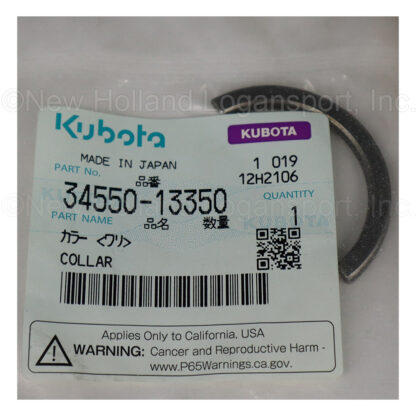 ©New Holland Logansport, Inc.
Kubota KUBOTA
MADE IN JAPAN 1 019
PART No. 品番 12H2106
34550-13350 QUANTITY
1
PART NAME 品名 数量
カラー <ワリ>
COLLAR
Applies Only to California, USA
WARNING: Cancer and Reproductive Harm -
www.P65Warnings.ca.gov.